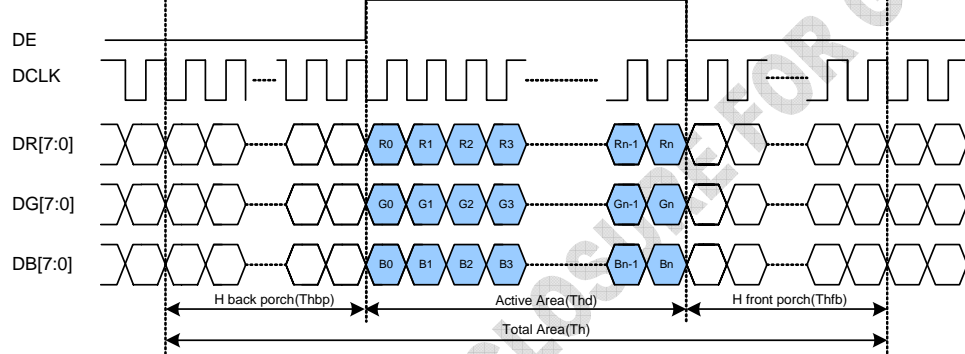 DE
DCLK
DR[7:0] R0 R1 R2 R3 Rn-1 Rn
DG[7:0] G0 G1 G2 G3 Gn-1 Gn
DB[7:0] B0 B1 B2 B3 Bn-1 Bn
H back porch(Thbp) Active Area(Thd) H front porch(Thfb)
Total Area(Th)
CLOSURE FOR